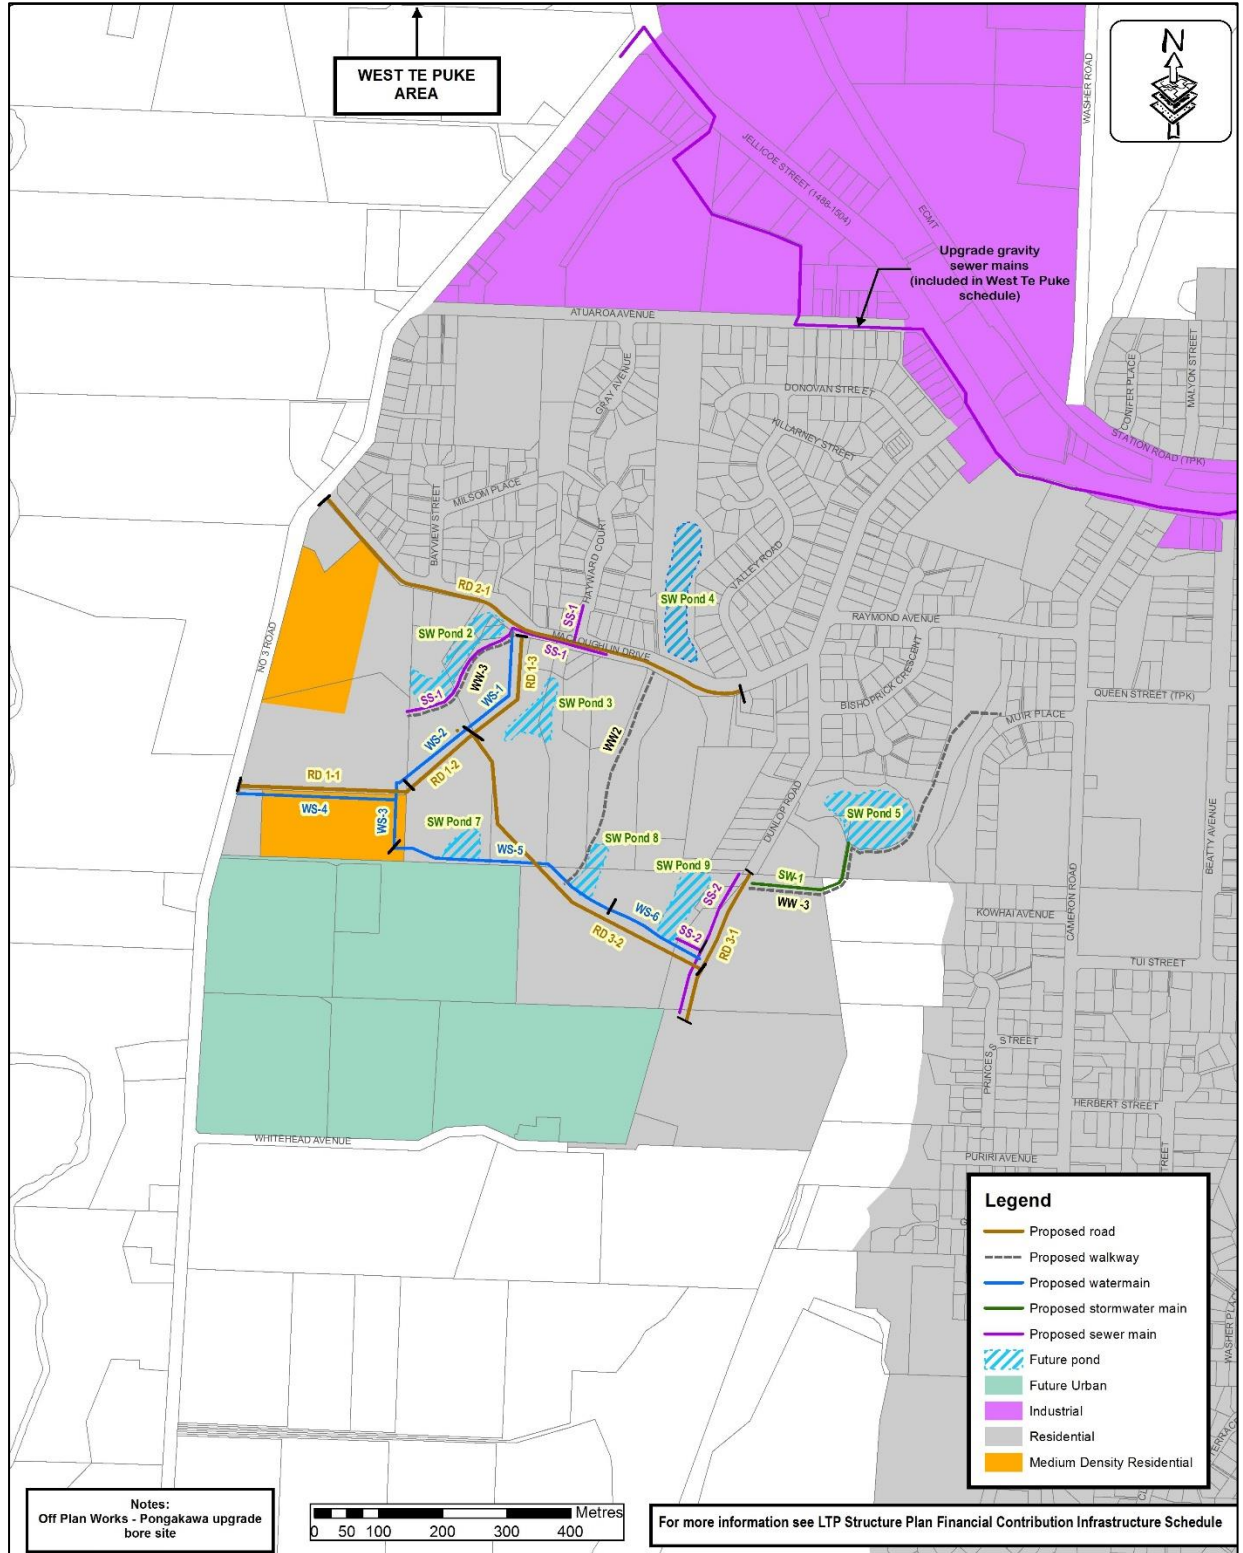 WEST TE PUKE
AREA
N
WASHER ROAD
JELLICOE STREET (1488-1504)
ECMT
Upgrade gravity
sewer mains
(included in West Te Puke
schedule)
ATUAROA AVENUE
GRAY AVENUE
DONOVAN STREET
KILLARNEY STREET
CONIFER PLACE
MALYON STREET
STATION ROAD (TPK)
MILSOM PLACE
BAYVIEW STREET
HAYWARD COURT
VALLEY ROAD
RD 2-1
SW Pond 4
SS-1
SW Pond 2
MACLOUGHLIN DRIVE
SS-1
RAYMOND AVENUE
NO 3 ROAD
WW-3
SS-1
WS-1
RD 1-3
SW Pond 3
BISHOPRICK CRESCENT
QUEEN STREET (TPK)
MUIR PLACE
WW2
WS-2
RD 1-2
RD 1-1
WS-4
WS-3
SW Pond 7
WS-5
SW Pond 8
DUNLOP ROAD
SW Pond 5
BEATTY AVENUE
SW Pond 9
SW-1
WW -3
SS-2
WS-6
SS-2
RD 3-2
RD 3-1
KOWHAI AVENUE
CAMERON ROAD
TUI STREET
PRINCESS
STREET
HERBERT STREET
PURIRI AVENUE
STREET
WHITEHEAD AVENUE
WASHER PLACE
Legend
Proposed road
Proposed walkway
Proposed watermain
Proposed stormwater main
Proposed sewer main
Future pond
Future Urban
Industrial
Residential
Medium Density Residential
Notes:
Off Plan Works - Pongakawa upgrade
bore site
Metres
0 50 100 200 300 400
For more information see LTP Structure Plan Financial Contribution Infrastructure Schedule